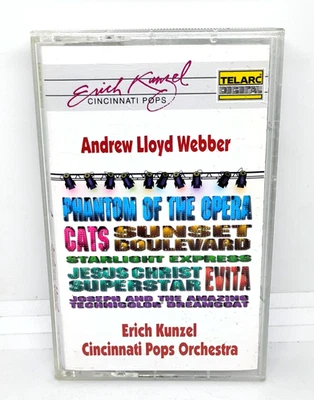 Erich Kunzel
CINCINNATI POPS
TELARC
DIGITAL
Andrew Lloyd Webber
PHANTOM OF THE OPERA
CATS SUNSET BOULEVARD
STARLIGHT EXPRESS
JESUS CHRIST SUPERSTAR EVITA
JOSEPH AND THE AMAZING
TECHNICOLOR DREAMCOAT
Erich Kunzel
Cincinnati Pops Orchestra